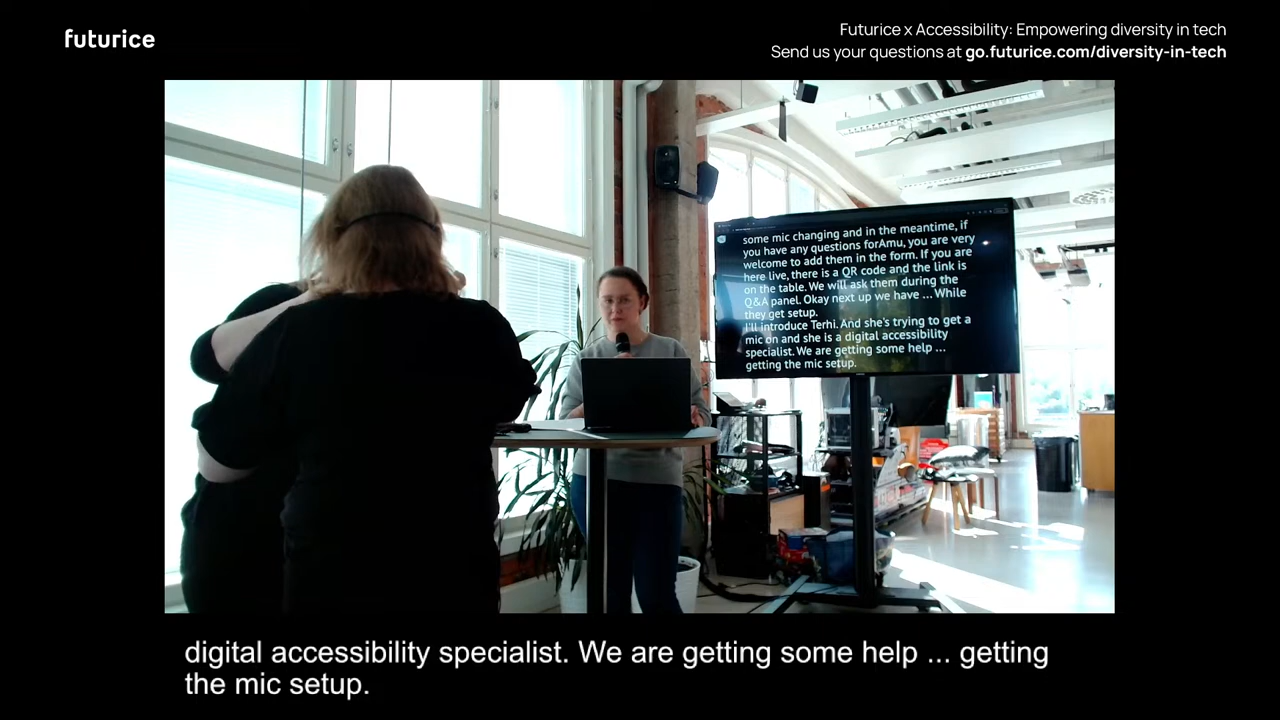 futurice
Futurice x Accessibility: Empowering diversity in tech
Send us your questions at go.futurice.com/diversity-in-tech
some mic changing and in the meantime, if
you have any questions forAmu, you are very
welcome to add them in the form. If you are
here live, there is a QR code and the link is
on the table. We will ask them during the
Q&A panel. Okay next up we have ... While
they get setup.
I'll introduce Terhi. And she's trying to get a
mic on and she is a digital accessibility
specialist. We are getting some help ...
getting the mic setup.
digital accessibility specialist. We are getting some help ... getting
the mic setup.